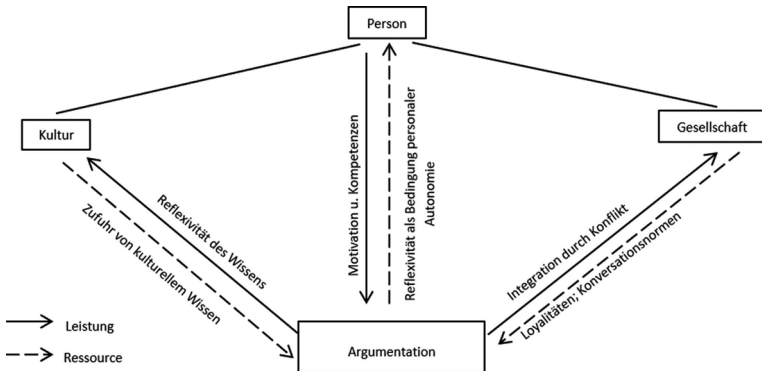 Person
Kultur
Gesellschaft
Reflexivität des Wissens
Zufuhr von kulturellem Wissen
Motivation u. Kompetenzen
Reflexivität als Bedingung personaler
Autonomie
Integration durch Konflikt
Loyalitäten; Konversationsnormen
Argumentation
Leistung
Ressource